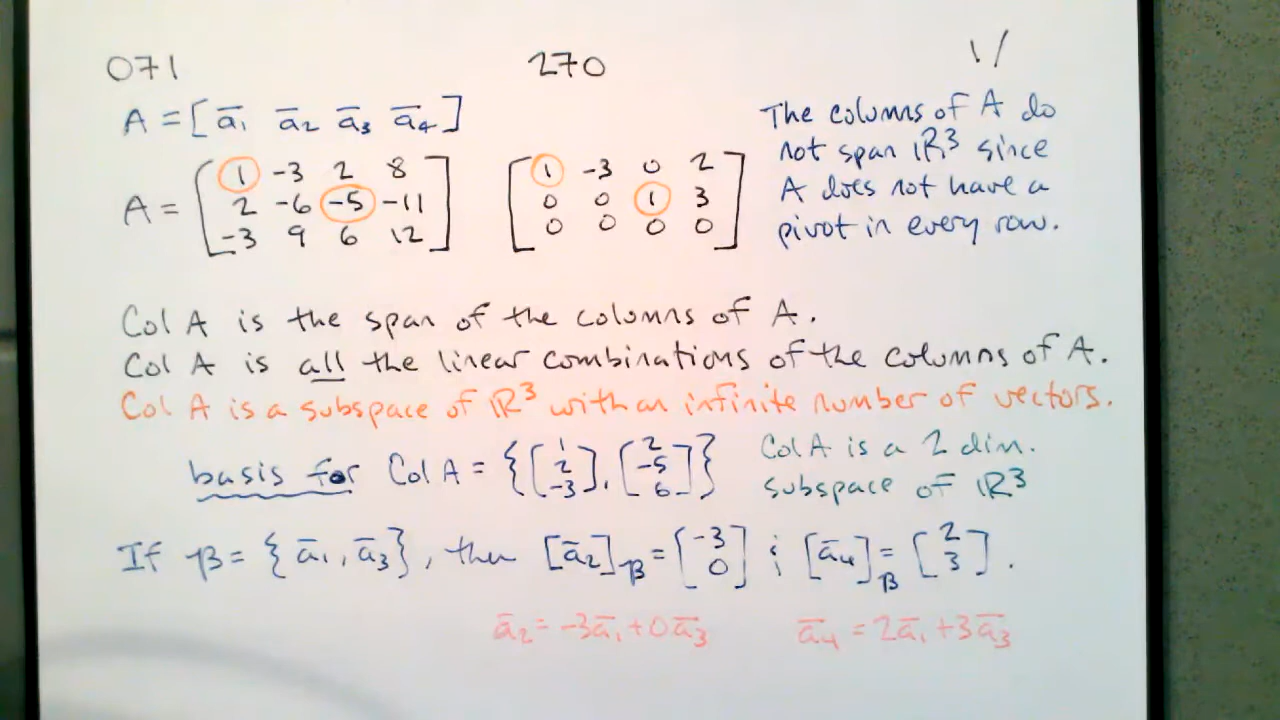 071 270 1/
A = [ā₁ ā₂ ā₃ ā₄]
A = [1 -3 2 8
2 -6 -5 -11
-3 9 6 12]
[1 -3 0 2
0 0 1 3
0 0 0 0]
The columns of A do
not span ℝ³ since
A does not have a
pivot in every row.
Col A is the span of the columns of A.
Col A is all the linear combinations of the columns of A.
Col A is a subspace of ℝ³ with an infinite number of vectors.
basis for Col A = {[1 2 -3], [2 -5 6]}
Col A is a 2 dim.
subspace of ℝ³
If β = {ā₁, ā₃}, then [ā₂]β = [-3 0] & [ā₄]β = [2 3].
ā₂ = -3ā₁ + 0ā₃ ā₄ = 2ā₁ + 3ā₃